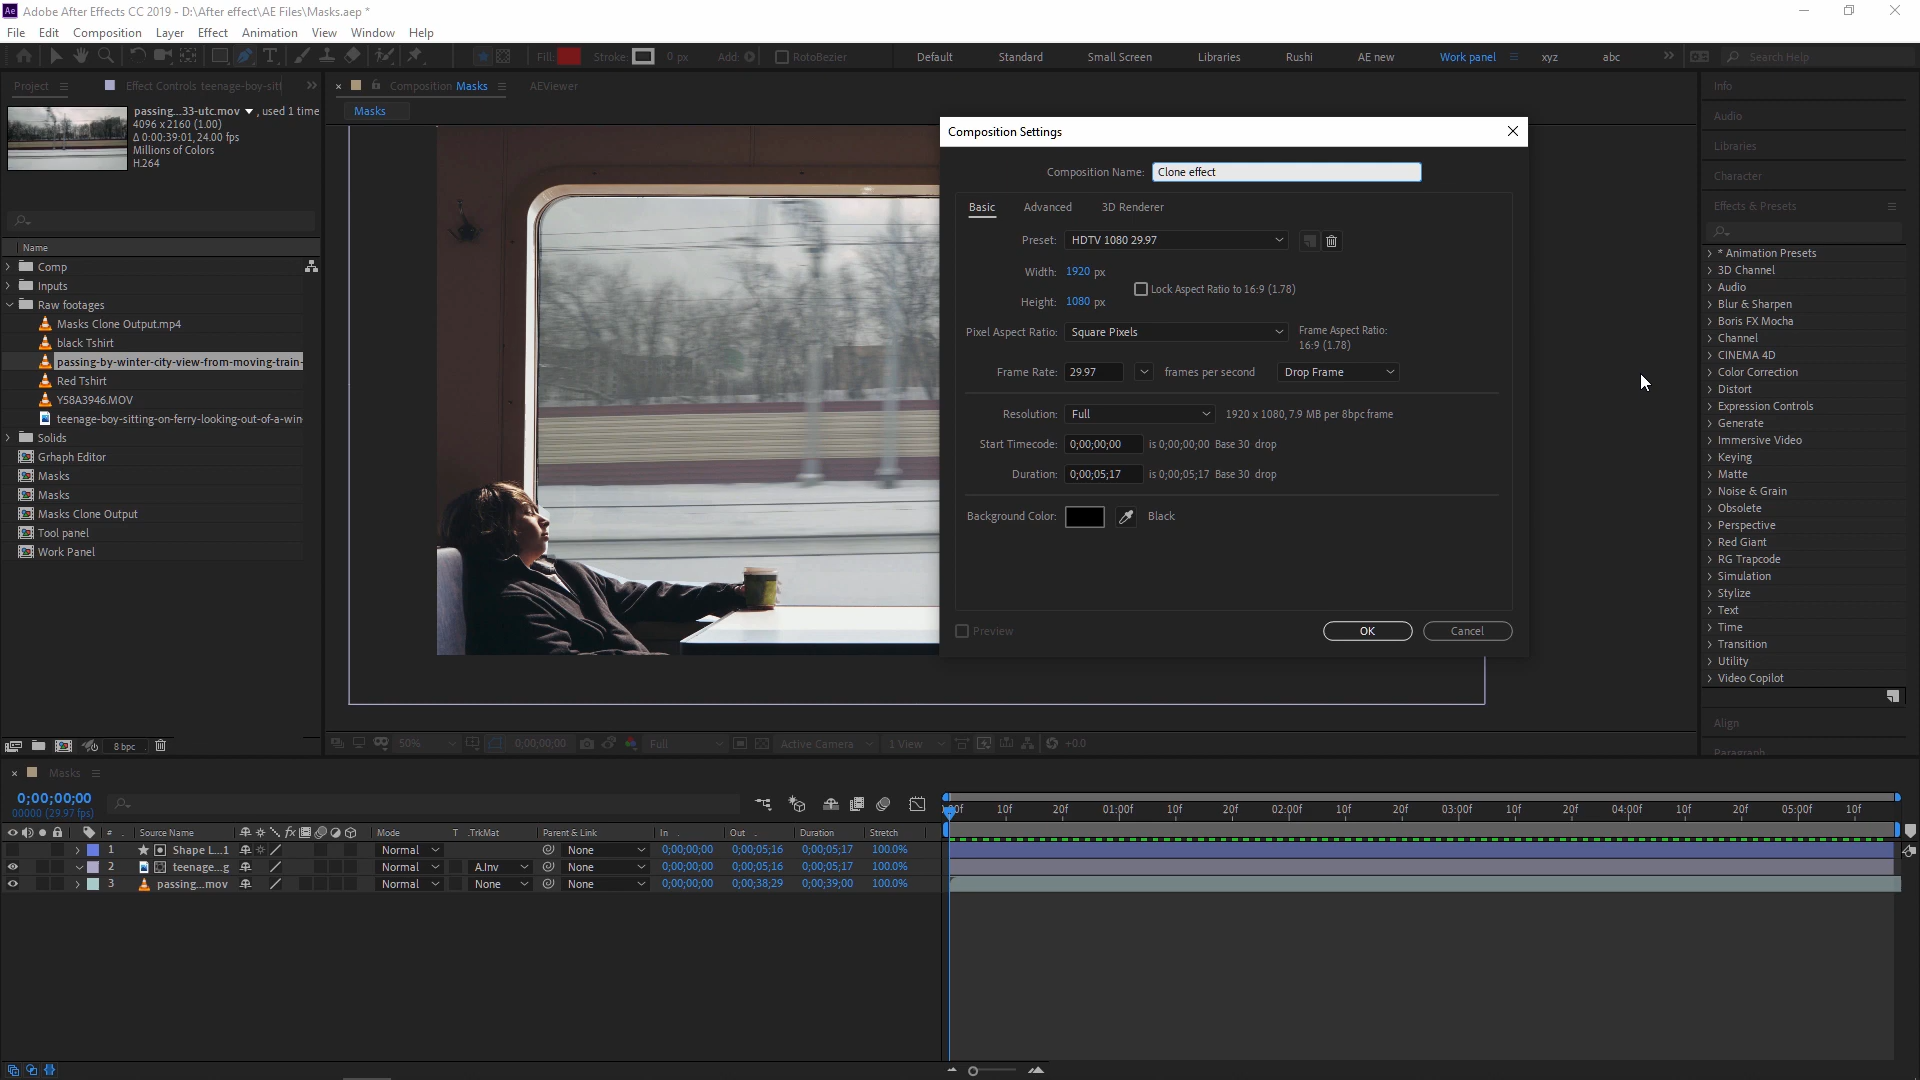 Ae Adobe After Effects CC 2019 - D:\After effect\AE Files\Masks.aep *
File Edit Composition Layer Effect Animation View Window Help
Fill: Stroke: 0 px Add: RotoBezier Default Standard Small Screen Libraries Rushi AE new Work panel xyz abc Search Help
Project Effect Controls teenage-boy-sitt
passing...33-utc.mov , used 1 time
4096 x 2160 (1.00)
Δ 0:00:39:01, 24.00 fps
Millions of Colors
H.264
Name
Comp
Inputs
Raw footages
Masks Clone Output.mp4
black Tshirt
passing-by-winter-city-view-from-moving-train-
Red Tshirt
Y58A3946.MOV
teenage-boy-sitting-on-ferry-looking-out-of-a-win
Solids
Grhaph Editor
Masks
Masks
Masks Clone Output
Tool panel
Work Panel
8 bpc
Composition Masks AEViewer
Masks
Composition Settings
Composition Name: Clone effect
Basic Advanced 3D Renderer
Preset: HDTV 1080 29.97
Width: 1920 px
Lock Aspect Ratio to 16:9 (1.78)
Height: 1080 px
Pixel Aspect Ratio: Square Pixels Frame Aspect Ratio:
16:9 (1.78)
Frame Rate: 29.97 frames per second Drop Frame
Resolution: Full 1920 x 1080, 7.9 MB per 8bpc frame
Start Timecode: 0;00;00;00 is 0;00;00;00 Base 30 drop
Duration: 0;00;05;17 is 0;00;05;17 Base 30 drop
Background Color: Black
Preview OK Cancel
50% 0;00;00;00 Full Active Camera 1 View +0.0
Info
Audio
Libraries
Character
Effects & Presets
* Animation Presets
3D Channel
Audio
Blur & Sharpen
Boris FX Mocha
Channel
CINEMA 4D
Color Correction
Distort
Expression Controls
Generate
Immersive Video
Keying
Matte
Noise & Grain
Obsolete
Perspective
Red Giant
RG Trapcode
Simulation
Stylize
Text
Time
Transition
Utility
Video Copilot
Align
Paragraph
Masks
0;00;00;00
00000 (29.97 fps)
10f 20f 01:00f 10f 20f 02:00f 10f 20f 03:00f 10f 20f 04:00f 10f 20f 05:00f 10f
# Source Name fx Mode T .TrkMat Parent & Link In Out Duration Stretch
1 Shape L...1 Normal None 0;00;00;00 0;00;05;16 0;00;05;17 100.0%
2 teenage...g Normal A.Inv None 0;00;00;00 0;00;05;16 0;00;05;17 100.0%
3 passing...mov Normal None None 0;00;00;00 0;00;38;29 0;00;39;00 100.0%